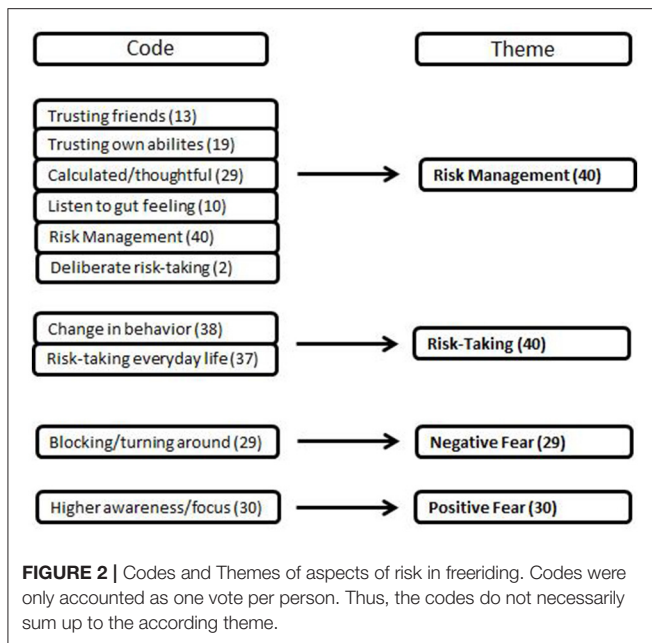 Code
Theme
Trusting friends (13)
Trusting own abilites (19)
Calculated/thoughtful (29)
Listen to gut feeling (10)
Risk Management (40)
Deliberate risk-taking (2)
Risk Management (40)
Change in behavior (38)
Risk-taking everyday life (37)
Risk-Taking (40)
Blocking/turning around (29)
Negative Fear (29)
Higher awareness/focus (30)
Positive Fear (30)
FIGURE 2 | Codes and Themes of aspects of risk in freeriding. Codes were
only accounted as one vote per person. Thus, the codes do not necessarily
sum up to the according theme.